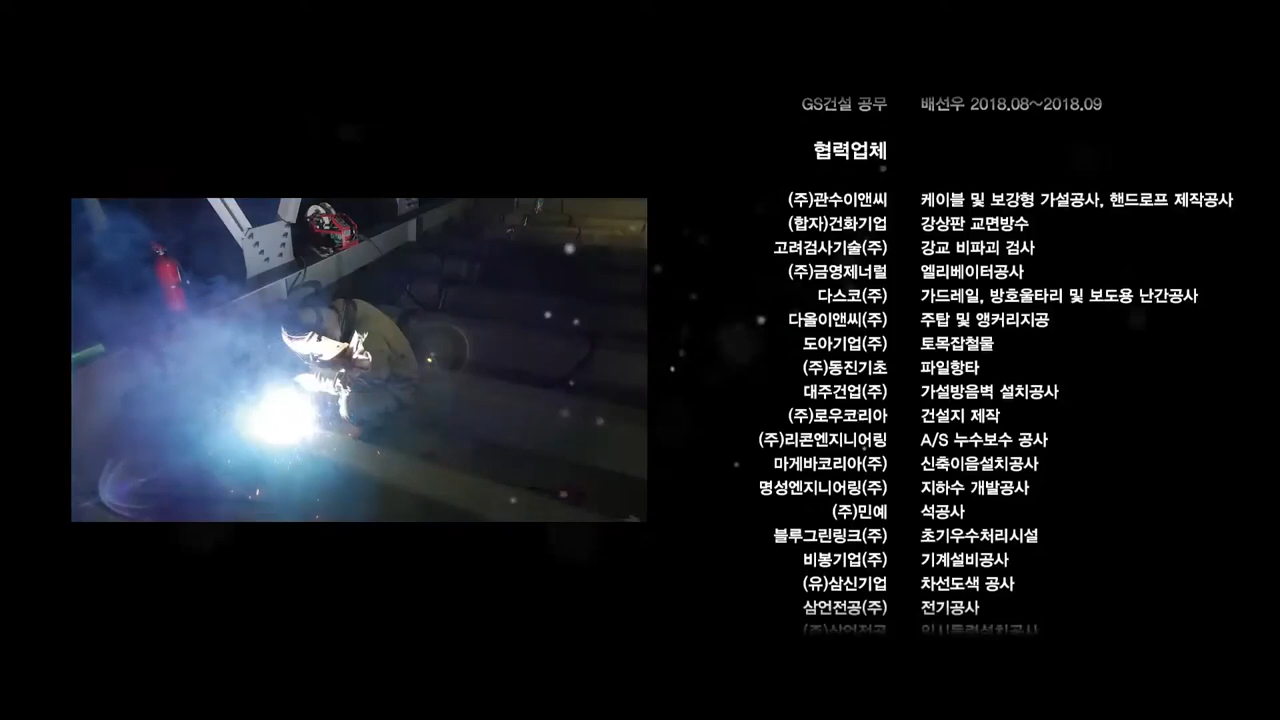 GS건설 공무 배선우 2018.08~2018.09
협력업체
(주)관수이앤씨 케이블 및 보강형 가설공사, 핸드로프 제작공사
(합자)건화기업 강상판 교면방수
고려검사기술(주) 강교 비파괴 검사
(주)금영제너럴 엘리베이터공사
다스코(주) 가드레일, 방호울타리 및 보도용 난간공사
다올이앤씨(주) 주탑 및 앵커리지공
도아기업(주) 토목잡철물
(주)동진기초 파일항타
대주건업(주) 가설방음벽 설치공사
(주)로우코리아 건설지 제작
(주)리콘엔지니어링 A/S 누수보수 공사
마게바코리아(주) 신축이음설치공사
명성엔지니어링(주) 지하수 개발공사
(주)민예 석공사
블루그린링크(주) 초기우수처리시설
비봉기업(주) 기계설비공사
(유)삼신기업 차선도색 공사
삼언전공(주) 전기공사